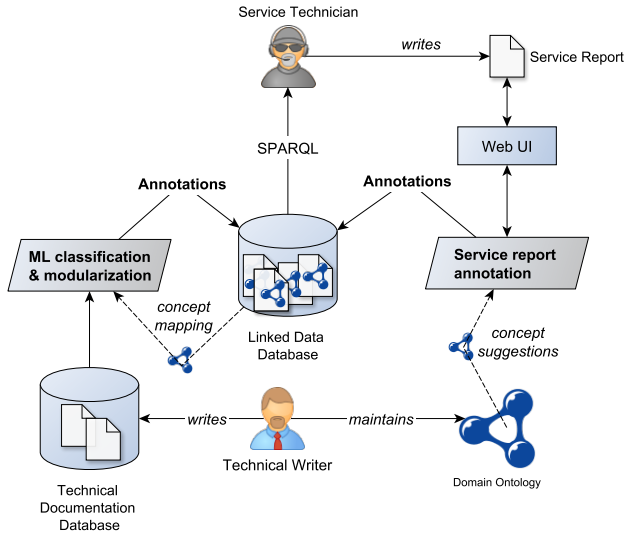 Service Technician
writes
Service Report
SPARQL
Web UI
Annotations
Annotations
ML classification
& modularization
Service report
annotation
concept
mapping
Linked Data
Database
concept
suggestions
writes
maintains
Technical Writer
Technical
Documentation
Database
Domain Ontology